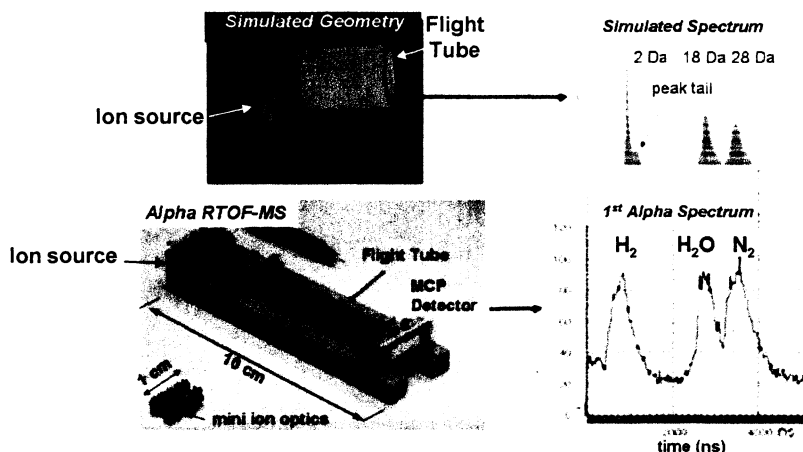 Simulated Geometry
Flight
Tube
Ion source
Simulated Spectrum
2 Da 18 Da 28 Da
peak tail
Alpha RTOF-MS
Ion source
Flight Tube
MCP
Detector
10 cm
1 cm
mini ion optics
1st Alpha Spectrum
H2 H2O N2
time (ns)